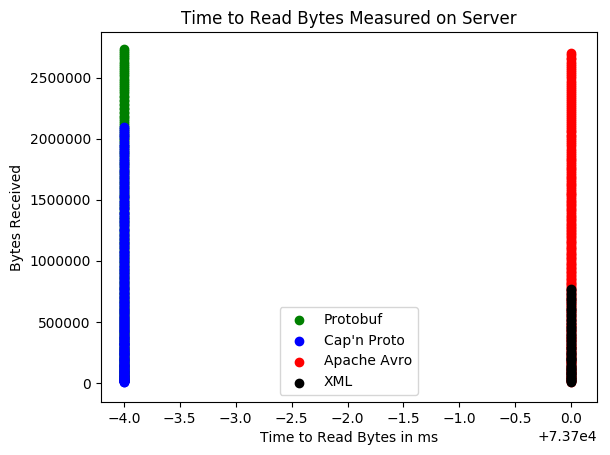 Time to Read Bytes Measured on Server
Bytes Received
2500000
2000000
1500000
1000000
500000
0
Protobuf
Cap'n Proto
Apache Avro
XML
−4.0 −3.5 −3.0 −2.5 −2.0 −1.5 −1.0 −0.5 0.0
Time to Read Bytes in ms
+7.37e4